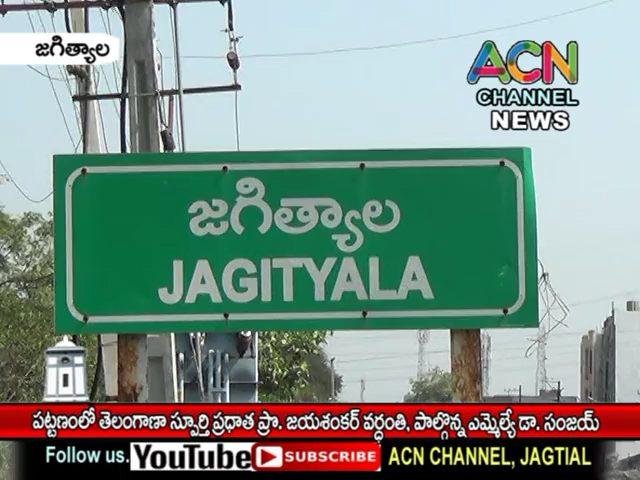 జగిత్యాల
ACN
CHANNEL
NEWS
జగిత్యాల
JAGITYALA
పట్టణంలో తెలంగాణా స్ఫూర్తి ప్రధాత ప్రొ. జయశంకర్ వర్ధంతి, పాల్గొన్న ఎమ్మెల్యే డా. సంజయ్
Follow us. YouTube SUBSCRIBE ACN CHANNEL, JAGTIAL